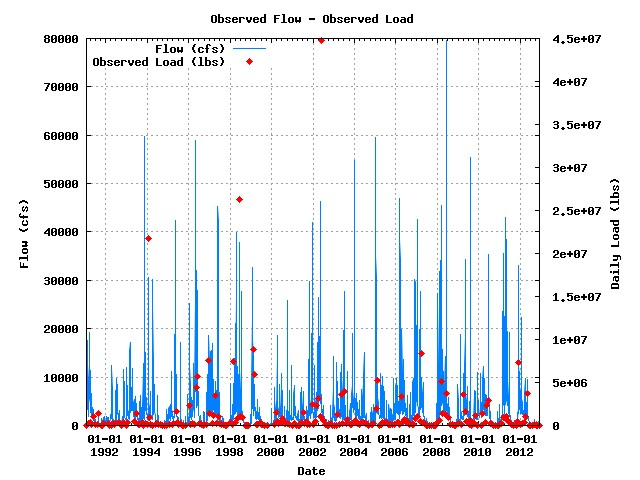 Observed Flow - Observed Load
Flow (cfs)
Observed Load (lbs)
80000
70000
60000
50000
40000
30000
20000
10000
0
Flow (cfs)
4.5e+07
4e+07
3.5e+07
3e+07
2.5e+07
2e+07
1.5e+07
1e+07
5e+06
0
Daily Load (lbs)
01-01 01-01 01-01 01-01 01-01 01-01 01-01 01-01 01-01 01-01 01-01
1992 1994 1996 1998 2000 2002 2004 2006 2008 2010 2012
Date